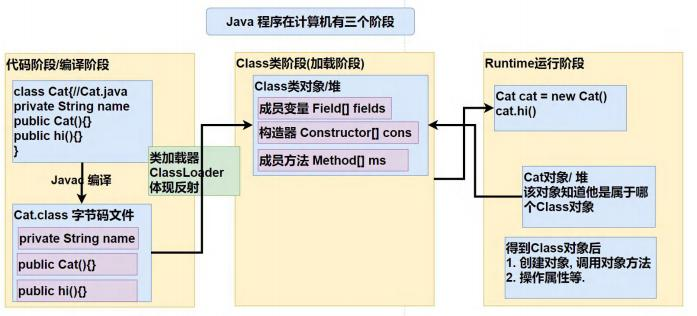 Java 程序在计算机有三个阶段
代码阶段/编译阶段
class Cat{//Cat.java
private String name
public Cat(){}
public hi(){}
}
Javac 编译
Cat.class 字节码文件
private String name
public Cat(){}
public hi(){}
类加载器
ClassLoader
体现反射
Class类阶段(加载阶段)
Class类对象/堆
成员变量 Field[] fields
构造器 Constructor[] cons
成员方法 Method[] ms
Runtime运行阶段
Cat cat = new Cat()
cat.hi()
Cat对象/ 堆
该对象知道他是属于哪
个Class对象
得到Class对象后
1. 创建对象, 调用对象方法
2. 操作属性等.